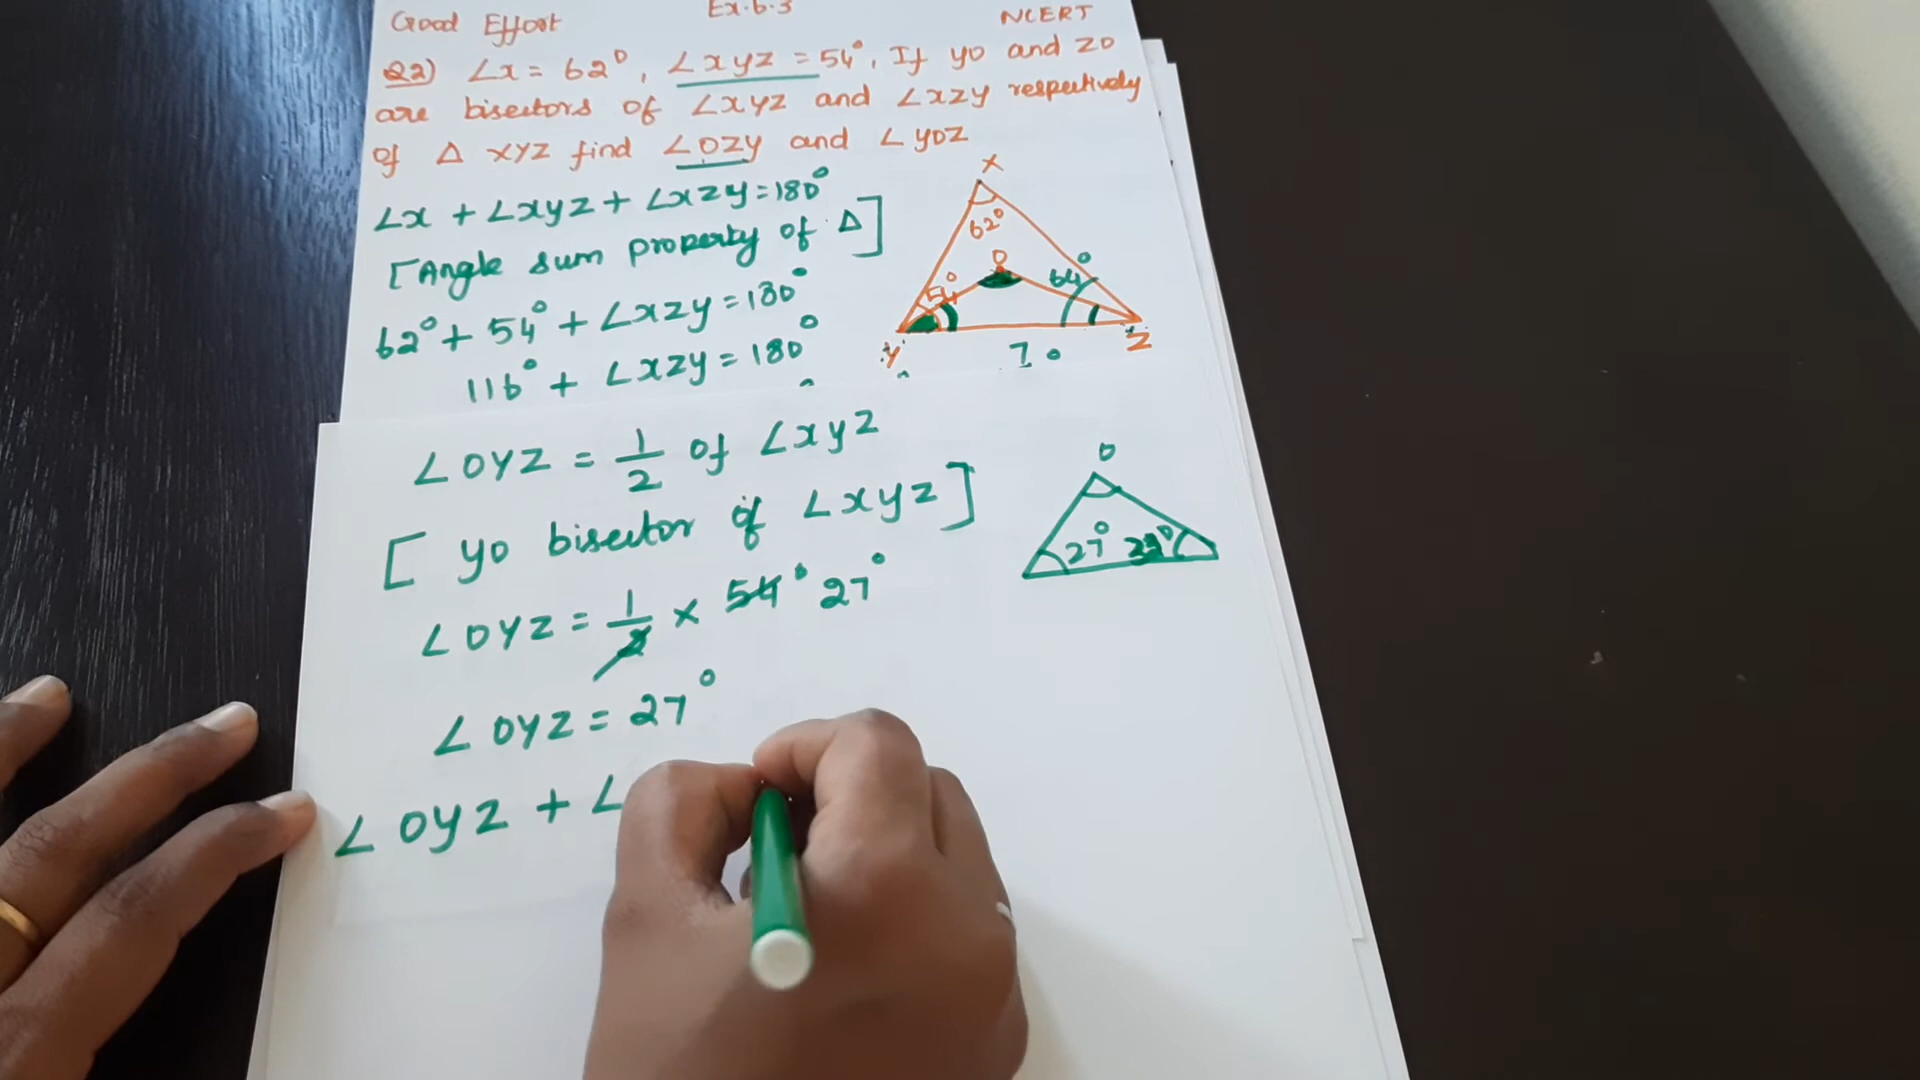 Good Effort Ex.6.3 NCERT
Q2) ∠x = 62°, ∠xyz = 54°. If yo and zo
are bisectors of ∠xyz and ∠xzy respectively
of Δ XYZ find ∠OZY and ∠YOZ
∠x + ∠xyz + ∠xzy = 180°
[Angle sum property of Δ]
62° + 54° + ∠xzy = 180°
116° + ∠xzy = 180°
X
62°
O
54°
64°
Y
Z
∠OYZ = 1/2 of ∠xyz
[ yo bisector of ∠xyz ]
∠OYZ = 1/2 × 54° 27°
∠OYZ = 27°
∠OYZ + ∠
O
27°